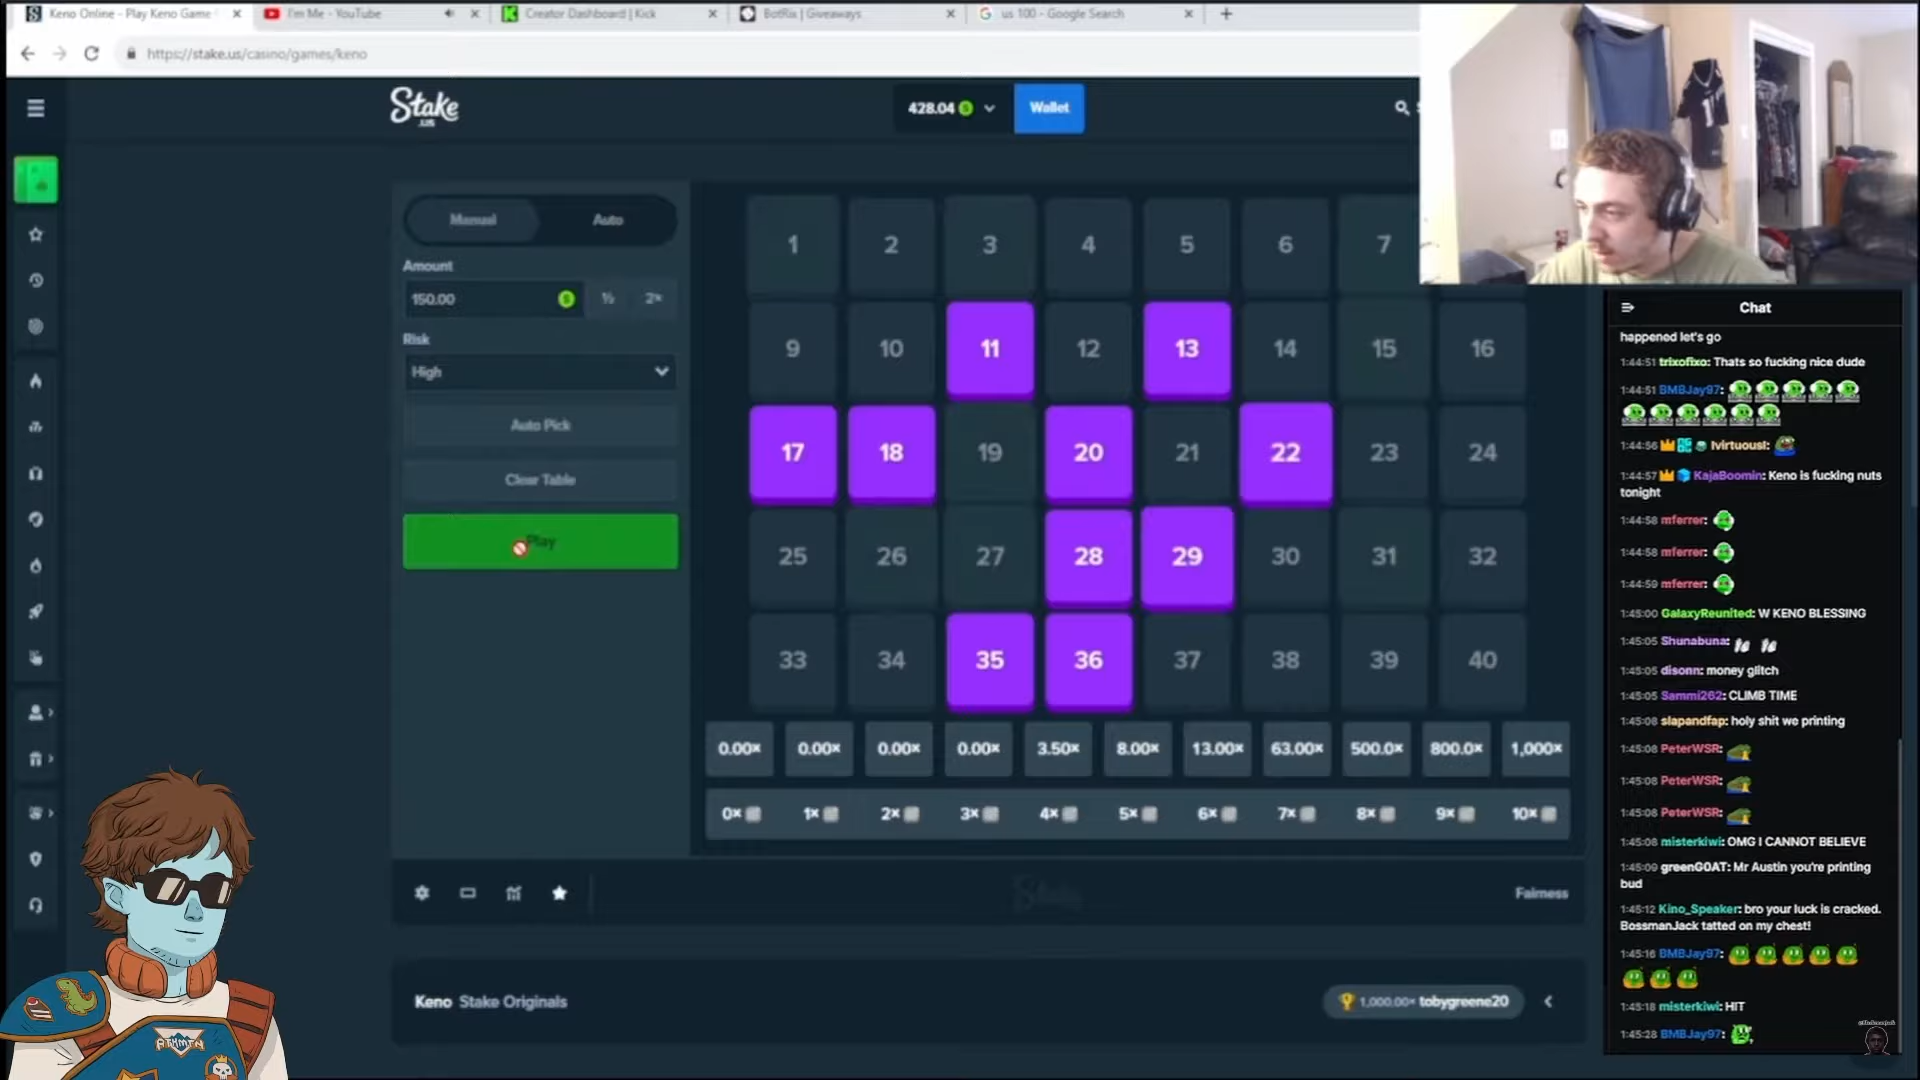 Keno Online - Play Keno Game
I'm Me - YouTube
Creator Dashboard | Kick
BotRix | Giveaways
us 100 - Google Search
https://stake.us/casino/games/keno
Stake
.US
428.04
Wallet
Manual
Auto
Amount
150.00
½
2×
Risk
High
Auto Pick
Clear Table
Play
1 2 3 4 5 6 7
9 10 11 12 13 14 15 16
17 18 19 20 21 22 23 24
25 26 27 28 29 30 31 32
33 34 35 36 37 38 39 40
0.00× 0.00× 0.00× 0.00× 3.50× 8.00× 13.00× 63.00× 500.0× 800.0× 1,000×
0× 1× 2× 3× 4× 5× 6× 7× 8× 9× 10×
Stake
Fairness
Keno Stake Originals
1,000.00× tobygreene20
Chat
happened let's go
1:44:51 trixofixo: Thats so fucking nice dude
1:44:51 BMBJay97:
1:44:56 Ivirtuousl:
1:44:57 KajaBoomin: Keno is fucking nuts
tonight
1:44:58 mferrer:
1:44:58 mferrer:
1:44:59 mferrer:
1:45:00 GalaxyReunited: W KENO BLESSING
1:45:05 Shunabuna:
1:45:05 disonn: money glitch
1:45:05 Sammi262: CLIMB TIME
1:45:08 slapandfap: holy shit we printing
1:45:08 PeterWSR:
1:45:08 PeterWSR:
1:45:08 PeterWSR:
1:45:08 misterkiwi: OMG I CANNOT BELIEVE
1:45:09 greenG0AT: Mr Austin you're printing
bud
1:45:12 Kino_Speaker: bro your luck is cracked.
BossmanJack tatted on my chest!
1:45:16 BMBJay97:
1:45:18 misterkiwi: HIT
1:45:28 BMBJay97: